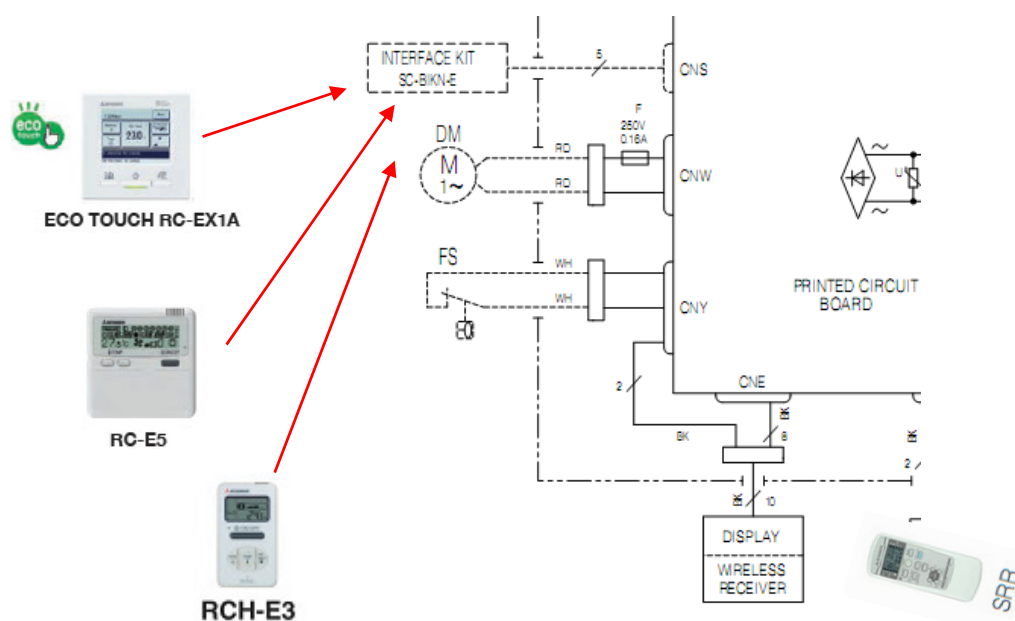 INTERFACE KIT
SC-BIKN-E
5
CNS
eco
touch
230
ECO TOUCH RC-EX1A
DM
M
1~
RD
RD
F
250V
0.16A
CNW
~
~
U
FS
WH
WH
CNY
PRINTED CIRCUIT
BOARD
RC-E5
2
BK
CNE
BK
8
BK
2
BK
10
DISPLAY
WIRELESS
RECEIVER
RCH-E3
SRR